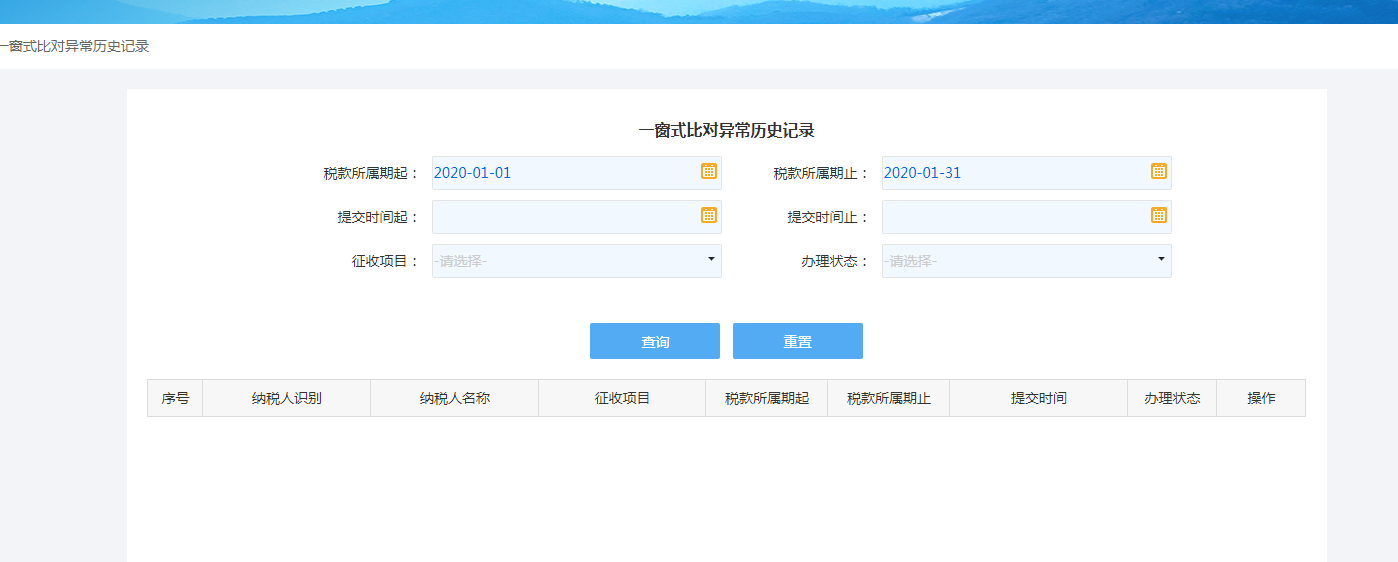 一窗式比对异常历史记录
一窗式比对异常历史记录
税款所属期起： 2020-01-01 税款所属期止： 2020-01-31
提交时间起： 提交时间止：
征收项目： -请选择- 办理状态： -请选择-
查询 重置
序号 纳税人识别 纳税人名称 征收项目 税款所属期起 税款所属期止 提交时间 办理状态 操作